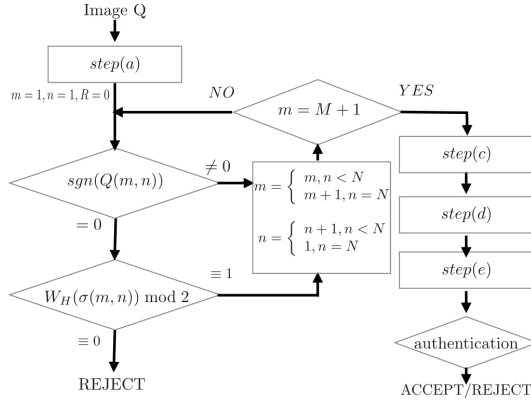 Image Q
step(a)
m = 1, n = 1, R = 0
NO
YES
m = M + 1
step(c)
≠0
sgn(Q(m, n))
m = { m, n < N
m + 1, n = N
step(d)
= 0
n = { n + 1, n < N
1, n = N
step(e)
≡ 1
W_H(σ(m, n)) mod 2
≡ 0
authentication
REJECT
ACCEPT/REJECT